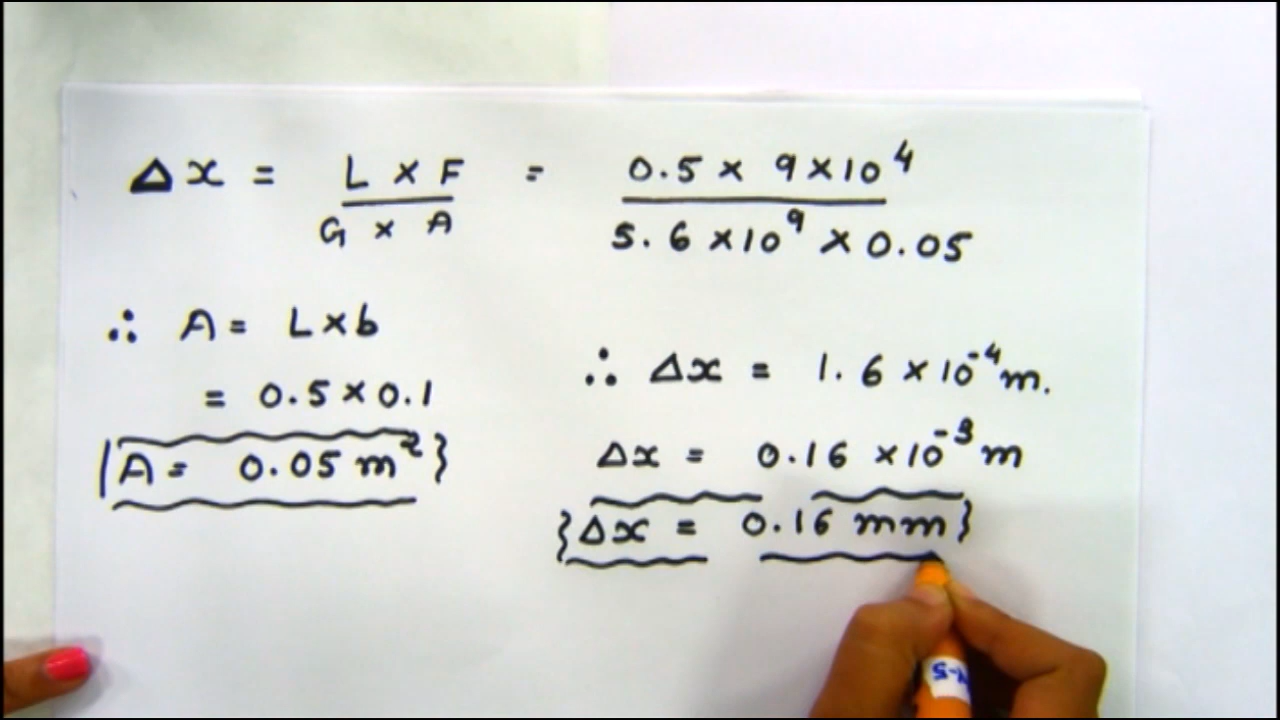 Δx = L × F / G × A = 0.5 × 9 × 10⁴ / 5.6 × 10⁹ × 0.05
∴ A = L × b
= 0.5 × 0.1
A = 0.05 m² }
∴ Δx = 1.6 × 10⁻⁴ m.
Δx = 0.16 × 10⁻³ m
{ Δx = 0.16 mm }